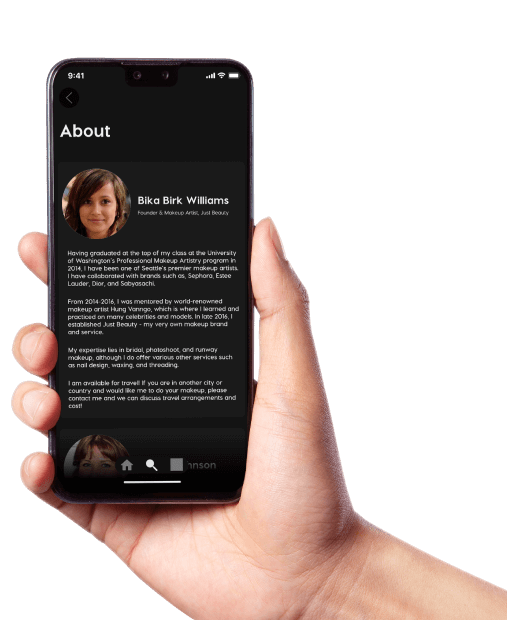 9:41
About
Bika Birk Williams
Founder & Makeup Artist, Just Beauty
Having graduated at the top of my class at the University
of Wasnington's Professional Makeup Artistry program in
2014, I have been one of Seattle's premier makeup artists.
I have collaborated with brands such as, Sephora, Estee
Lauder, Dior, and Sabyasachi.
From 2014-2016, I was mentored by world-renowned
makeup artist Hung Vanngo, which is where I learned and
practiced on many celebrities and models. In late 2016, I
established Just Beauty - my very own makeup brand
and service.
My expertise lies in bridal, photoshoot, and runway
makeup, although I do offer various other services such
as nail design, waxing, and threading.
I am available for travel! If you are in another city or
country and would like me to do your makeup, please
contact me and we can discuss travel arrangements and
cost!
hnson